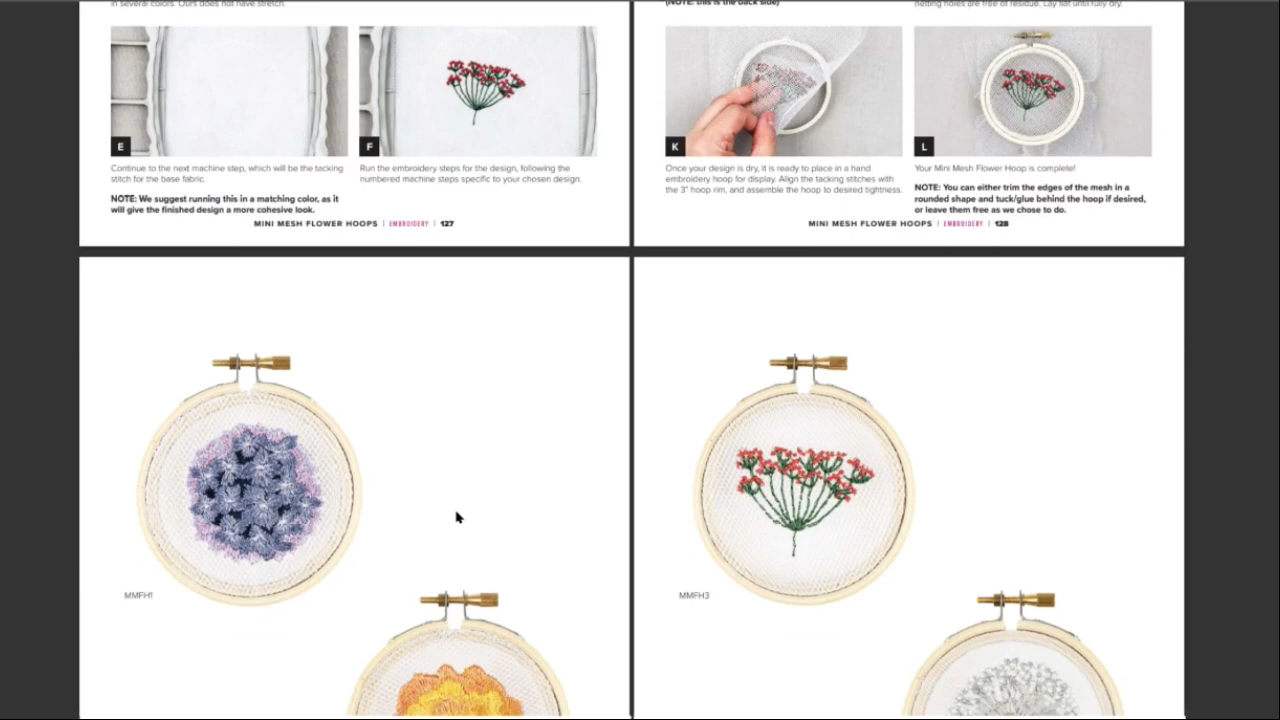 in several colors. Ours does not have stretch.
E
Continue to the next machine step, which will be the tacking
stitch for the base fabric.
NOTE: We suggest running this in a matching color, as it
will give the finished design a more cohesive look.
F
Run the embroidery steps for the design, following the
numbered machine steps specific to your chosen design.
MINI MESH FLOWER HOOPS | EMBROIDERY | 127
(NOTE: this is the back side)
netting holes are free of residue. Lay flat until fully dry.
K
Once your design is dry, it is ready to place in a hand
embroidery hoop for display. Align the tacking stitches with
the 3" hoop rim, and assemble the hoop to desired tightness.
L
Your Mini Mesh Flower Hoop is complete!
NOTE: You can either trim the edges of the mesh in a
rounded shape and tuck/glue behind the hoop if desired,
or leave them free as we chose to do.
MINI MESH FLOWER HOOPS | EMBROIDERY | 128
MMFH1
MMFH3